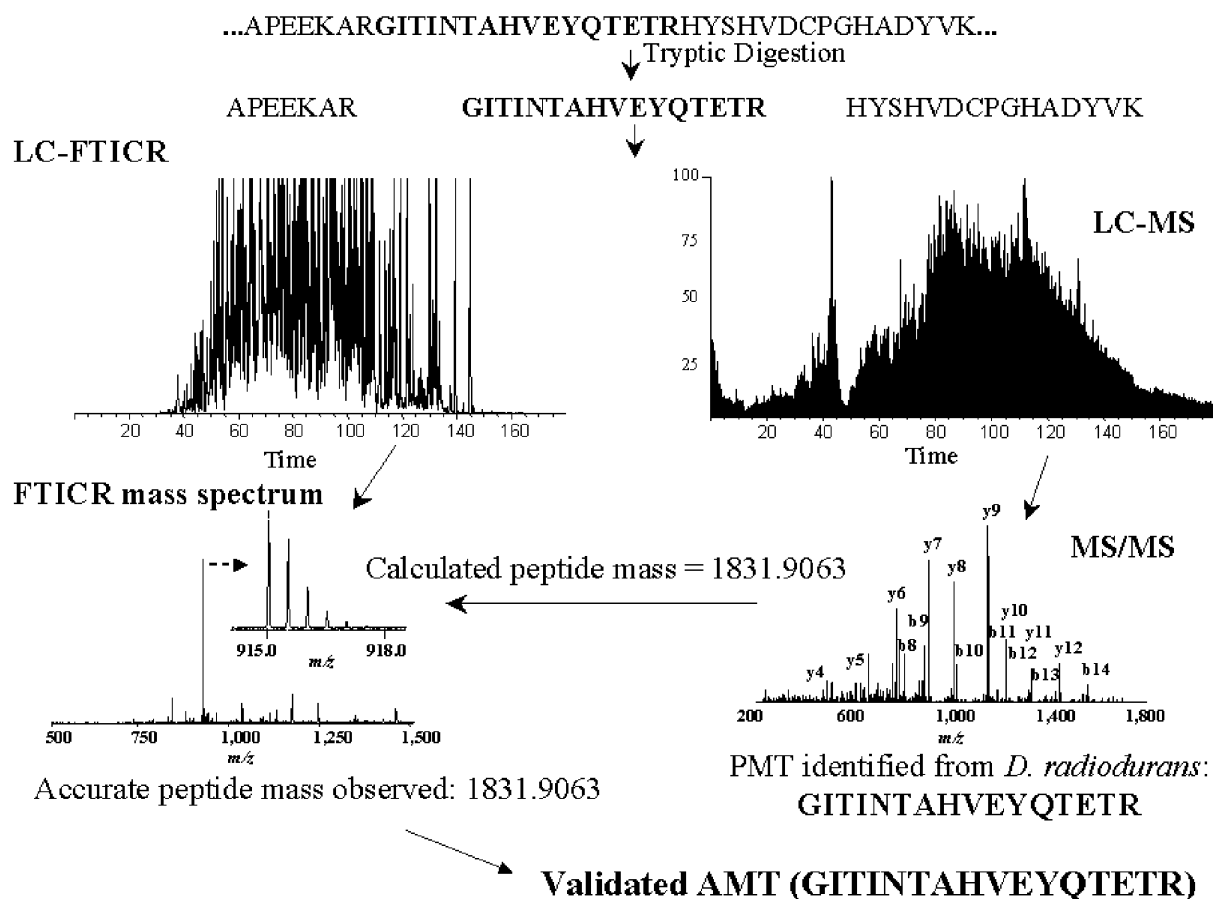 ...APEEKARGITINTAHVEYQTETRHYSHVDCPGHADYVK...
Tryptic Digestion
APEEKAR GITINTAHVEYQTETR HYSHVDCPGHADYVK
LC-FTICR
LC-MS
100
75
50
25
20 40 60 80 100 120 140 160
Time
20 40 60 80 100 120 140 160
Time
FTICR mass spectrum
915.0 918.0
m/z
500 750 1,000 1,250 1,500
m/z
Accurate peptide mass observed: 1831.9063
Calculated peptide mass = 1831.9063
MS/MS
y9
y7
y8
y6
y10
b9
b11 y11
y5
b8
b10
b12
y12
y4
b13
b14
200 600 1,000 1,400 1,800
m/z
PMT identified from D. radiodurans:
GITINTAHVEYQTETR
Validated AMT (GITINTAHVEYQTETR)